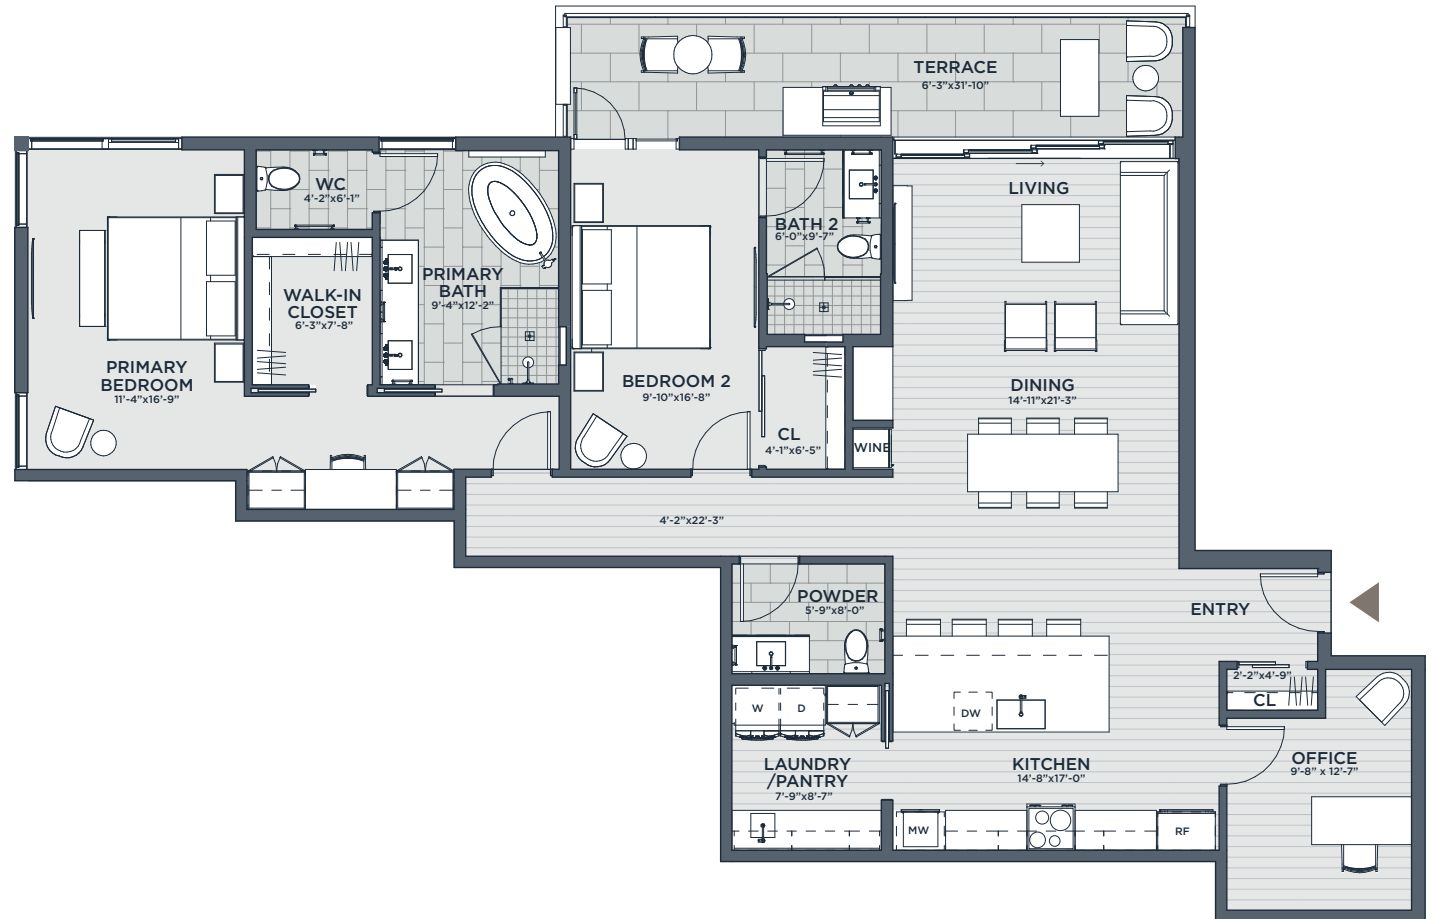 TERRACE
6'-3"x31'-10"
WC
4'-2"x6'-1"
LIVING
BATH 2
6'-0"x9'-7"
PRIMARY
BATH
9'-4"x12'-2"
WALK-IN
CLOSET
6'-3"x7'-8"
PRIMARY
BEDROOM
11'-4"x16'-9"
BEDROOM 2
9'-10"x16'-8"
DINING
14'-11"x21'-3"
CL
4'-1"x6'-5"
WINE
4'-2"x22'-3"
POWDER
5'-9"x8'-0"
ENTRY
2'-2"x4'-9"
CL
W
D
DW
LAUNDRY
/PANTRY
7'-9"x8'-7"
KITCHEN
14'-8"x17'-0"
OFFICE
9'-8" x 12'-7"
MW
RF